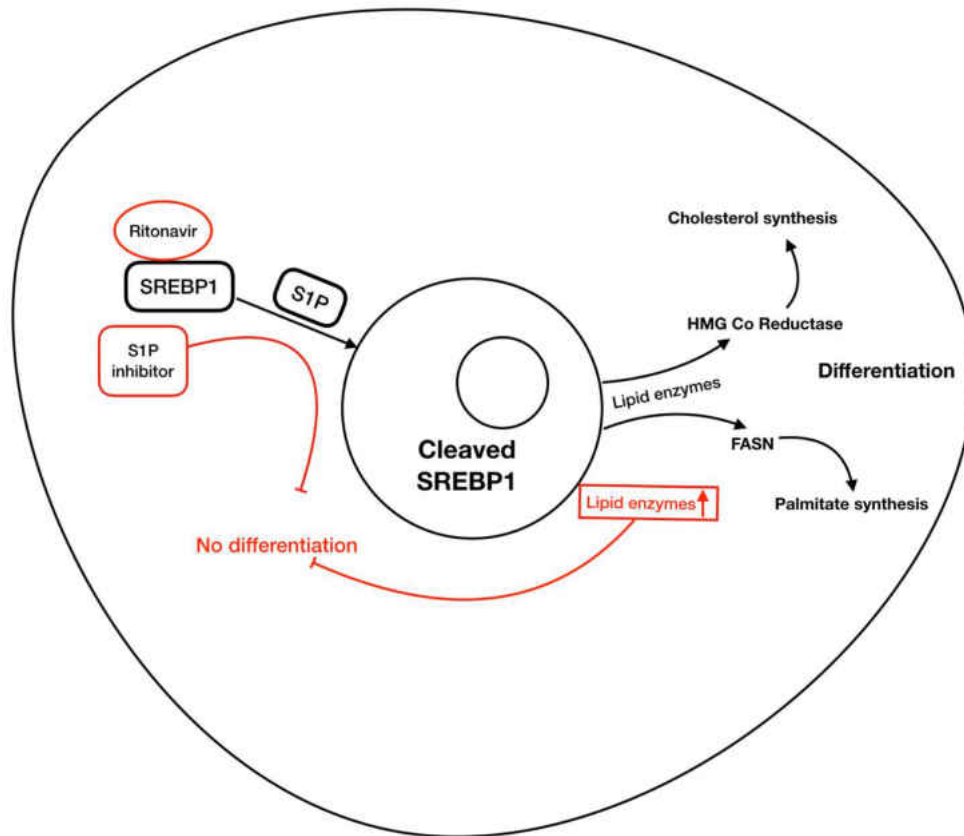 Ritonavir
SREBP1
S1P
S1P
inhibitor
Cleaved
SREBP1
No differentiation
Cholesterol synthesis
HMG Co Reductase
Lipid enzymes
Differentiation
FASN
Lipid enzymes
Palmitate synthesis